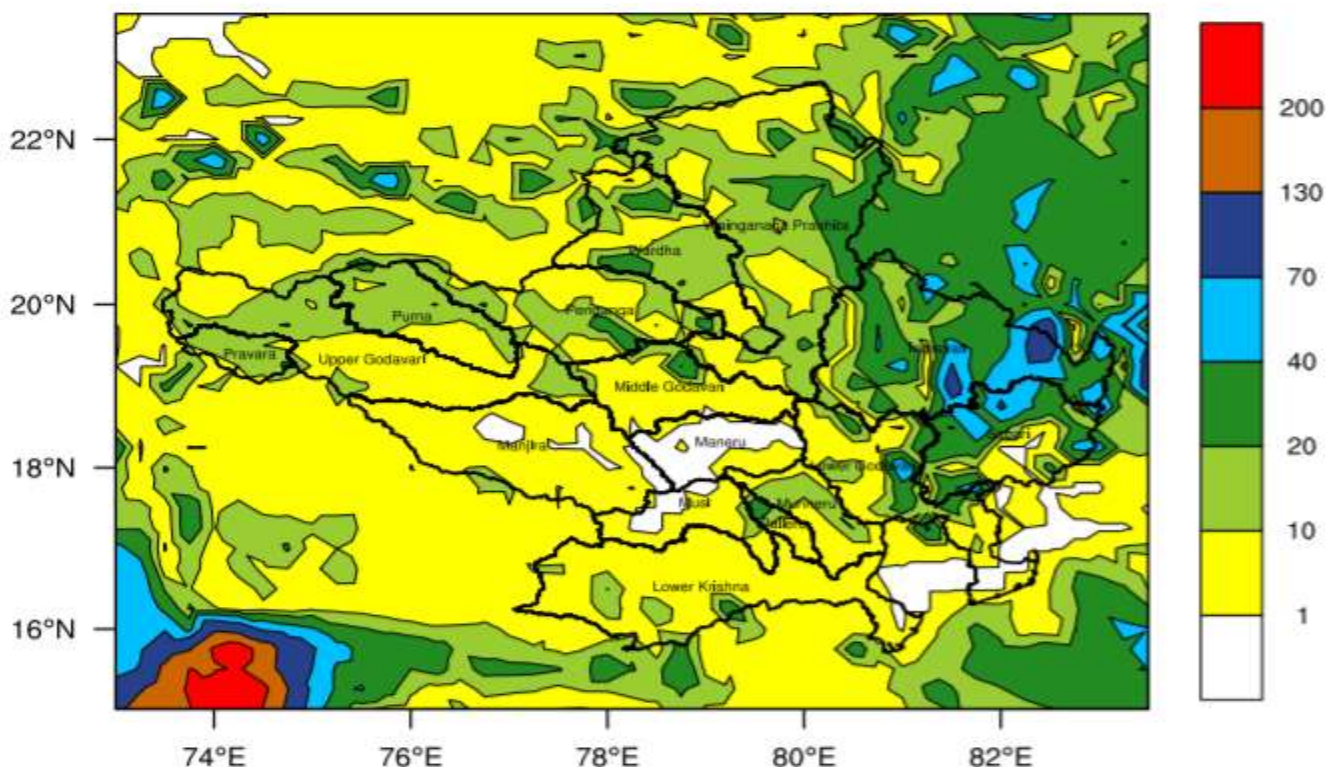 200
22°N
130
Wardha
70
20°N
Purna
Penganga
Pravara
Upper Godavari
40
Middle Godavari
20
Manjira
Maneru
18°N
10
Musi
Munneru
Lower Krishna
1
16°N
74°E 76°E 78°E 80°E 82°E